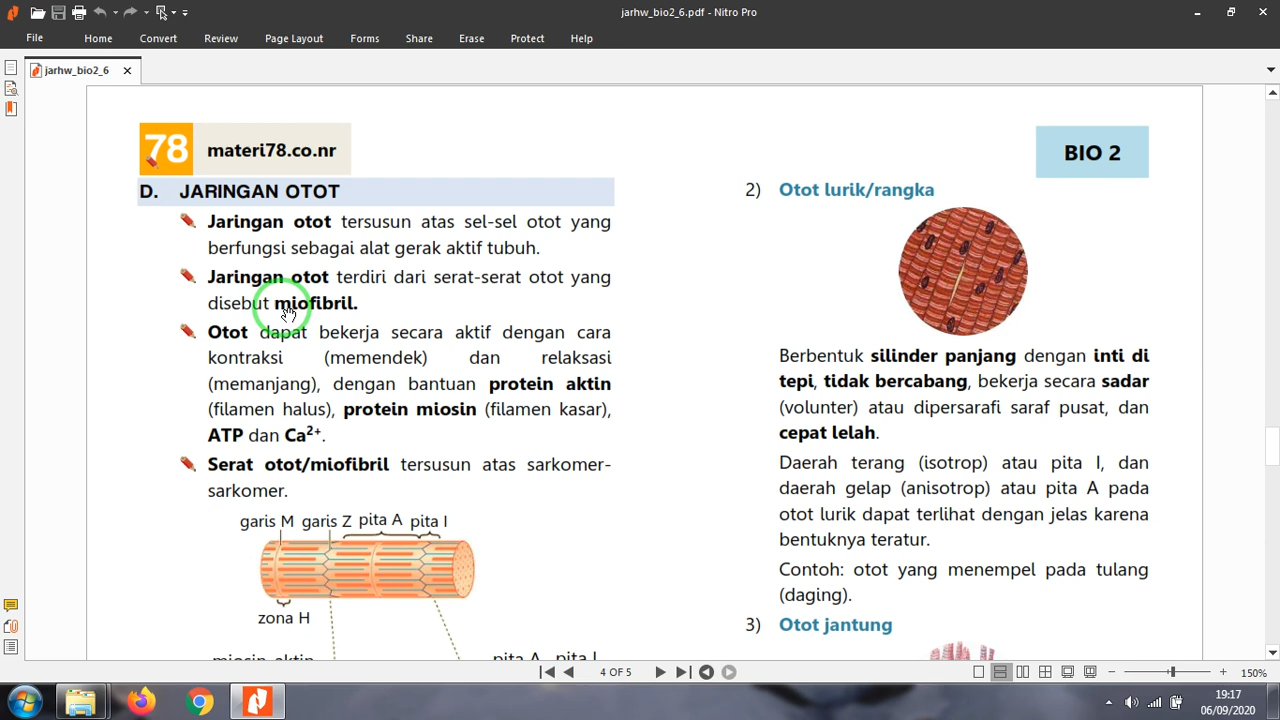 jarhw_bio2_6.pdf - Nitro Pro
File Home Convert Review Page Layout Forms Share Erase Protect Help
jarhw_bio2_6
78 materi78.co.nr
BIO 2
D. JARINGAN OTOT
Jaringan otot tersusun atas sel-sel otot yang
berfungsi sebagai alat gerak aktif tubuh.
Jaringan otot terdiri dari serat-serat otot yang
disebut miofibril.
Otot dapat bekerja secara aktif dengan cara
kontraksi (memendek) dan relaksasi
(memanjang), dengan bantuan protein aktin
(filamen halus), protein miosin (filamen kasar),
ATP dan Ca²⁺.
Serat otot/miofibril tersusun atas sarkomer-
sarkomer.
garis M garis Z pita A pita I
zona H
miosin aktin
pita A pita I
2) Otot lurik/rangka
Berbentuk silinder panjang dengan inti di
tepi, tidak bercabang, bekerja secara sadar
(volunter) atau dipersarafi saraf pusat, dan
cepat lelah.
Daerah terang (isotrop) atau pita I, dan
daerah gelap (anisotrop) atau pita A pada
otot lurik dapat terlihat dengan jelas karena
bentuknya teratur.
Contoh: otot yang menempel pada tulang
(daging).
3) Otot jantung
4 OF 5
150%
19:17
06/09/2020